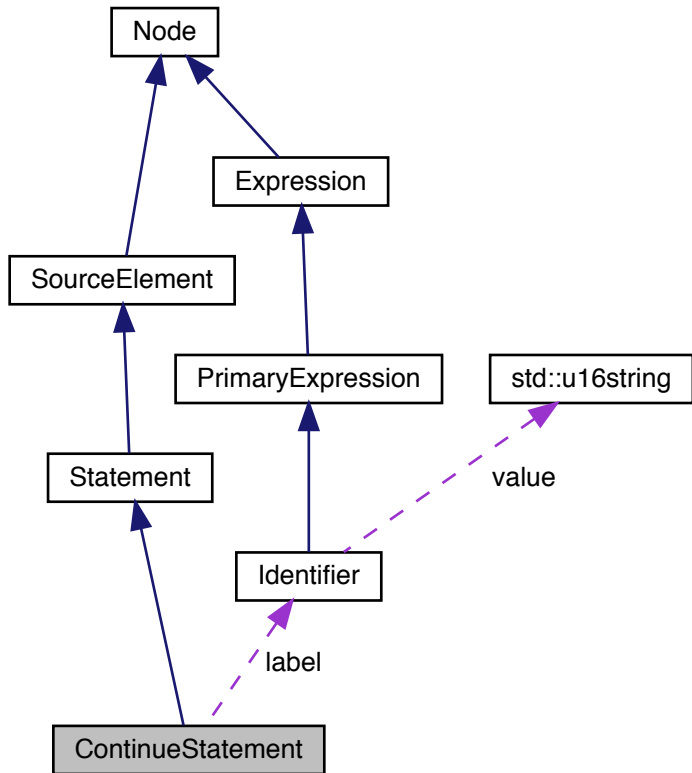 Node
Expression
SourceElement
PrimaryExpression
std::u16string
Statement
value
Identifier
label
ContinueStatement